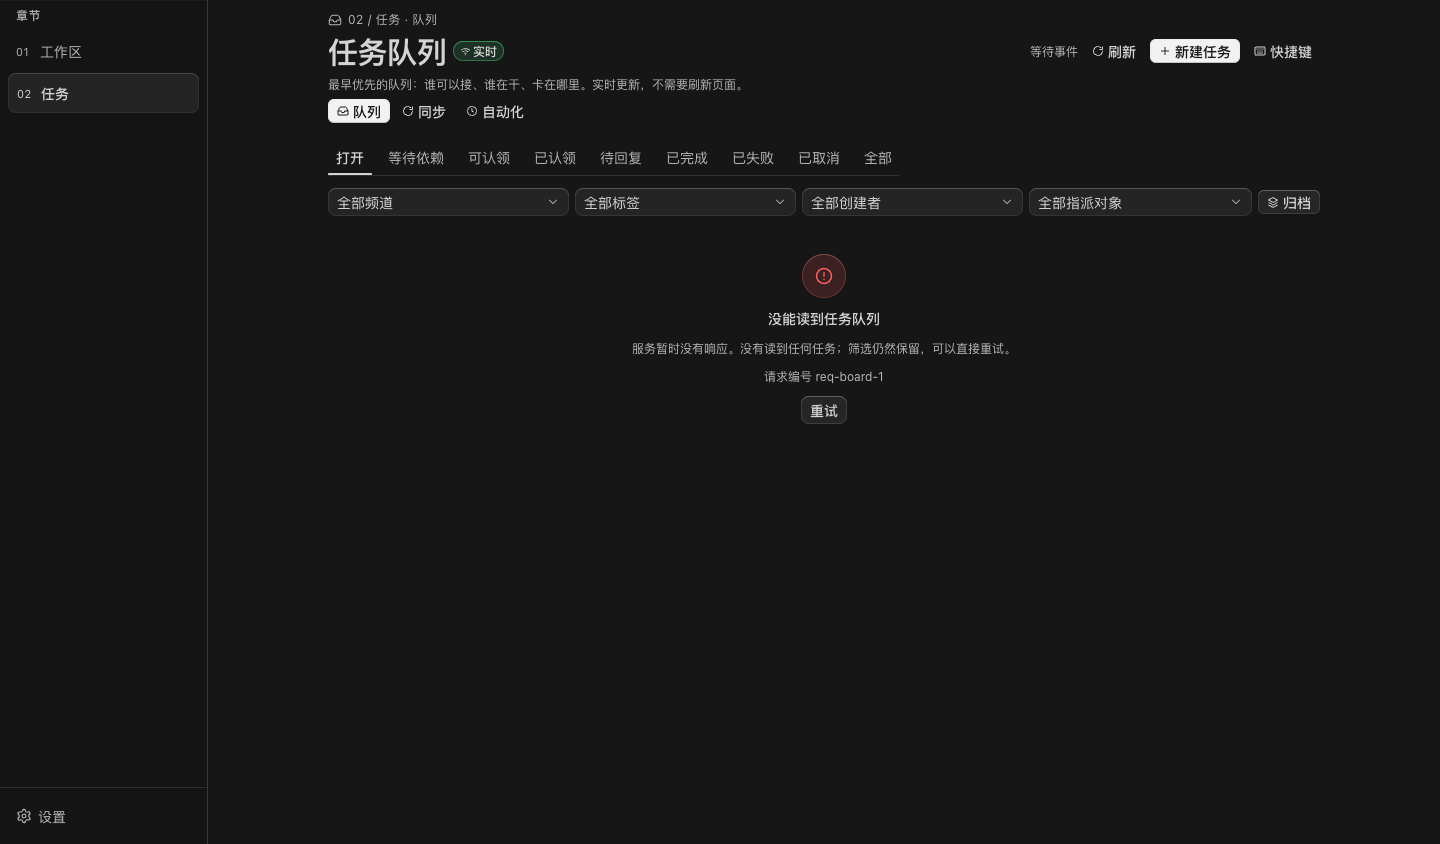 章节
01 工作区
02 任务
设置
02 / 任务 · 队列
任务队列 实时
等待事件 刷新 新建任务 快捷键
最早优先的队列：谁可以接、谁在干、卡在哪里。实时更新，不需要刷新页面。
队列 同步 自动化
打开 等待依赖 可认领 已认领 待回复 已完成 已失败 已取消 全部
全部频道 全部标签 全部创建者 全部指派对象 归档
没能读到任务队列
服务暂时没有响应。没有读到任何任务；筛选仍然保留，可以直接重试。
请求编号 req-board-1
重试